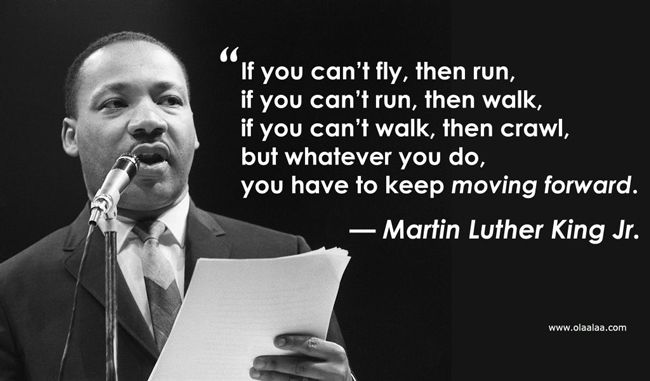 “If you can’t fly, then run,
if you can’t run, then walk,
if you can’t walk, then crawl,
but whatever you do,
you have to keep moving forward.
— Martin Luther King Jr.
www.olaalaa.com